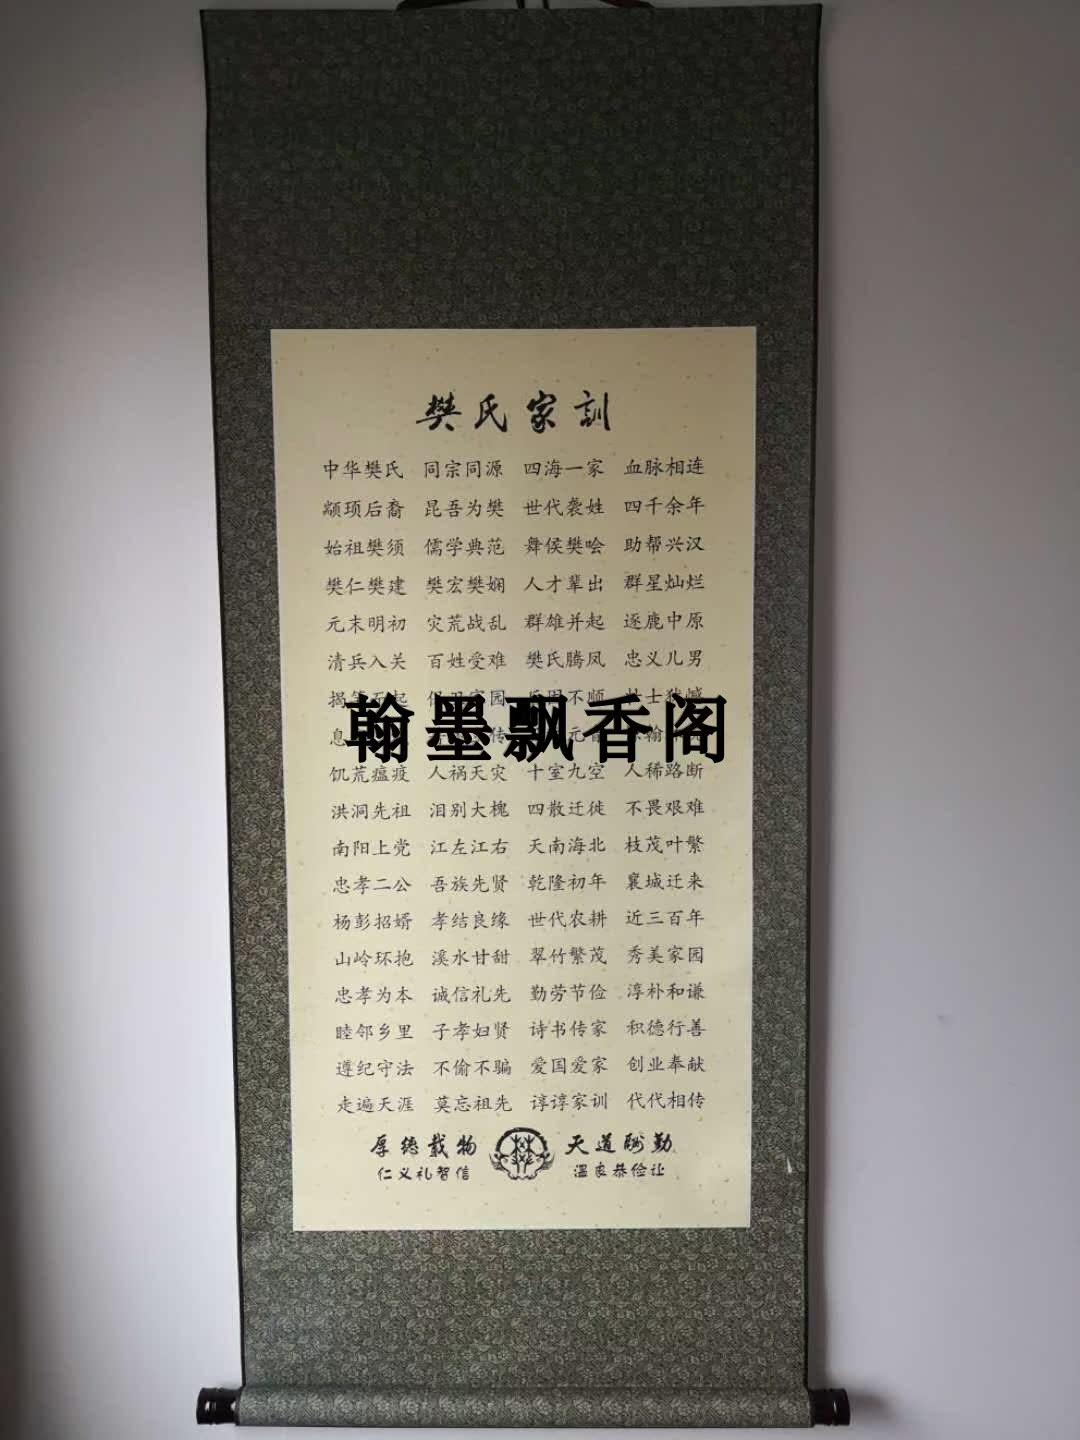 樊氏家訓
中华樊氏 同宗同源 四海一家 血脉相连
颛顼后裔 昆吾为樊 世代袭姓 四千余年
始祖樊须 儒学典范 舞侯樊哙 助帮兴汉
樊仁樊建 樊宏樊娴 人才辈出 群星灿烂
元末明初 灾荒战乱 群雄并起 逐鹿中原
清兵入关 百姓受难 樊氏腾凤 忠义儿男
不顺
翰墨飘香阁
息
饥荒瘟疫 人祸天灾 十室九空 人稀路断
洪洞先祖 泪别大槐 四散迁徙 不畏艰难
南阳上党 江左江右 天南海北 枝茂叶繁
忠孝二公 吾族先贤 乾隆初年 襄城迁来
杨彭招婿 孝结良缘 世代农耕 近三百年
山岭环抱 溪水甘甜 翠竹繁茂 秀美家园
忠孝为本 诚信礼先 勤劳节俭 淳朴和谦
睦邻乡里 子孝妇贤 诗书传家 积德行善
遵纪守法 不偷不骗 爱国爱家 创业奉献
走遍天涯 莫忘祖先 谆谆家训 代代相传
厚德载物 天道酬勤
仁义礼智信 温良恭俭让